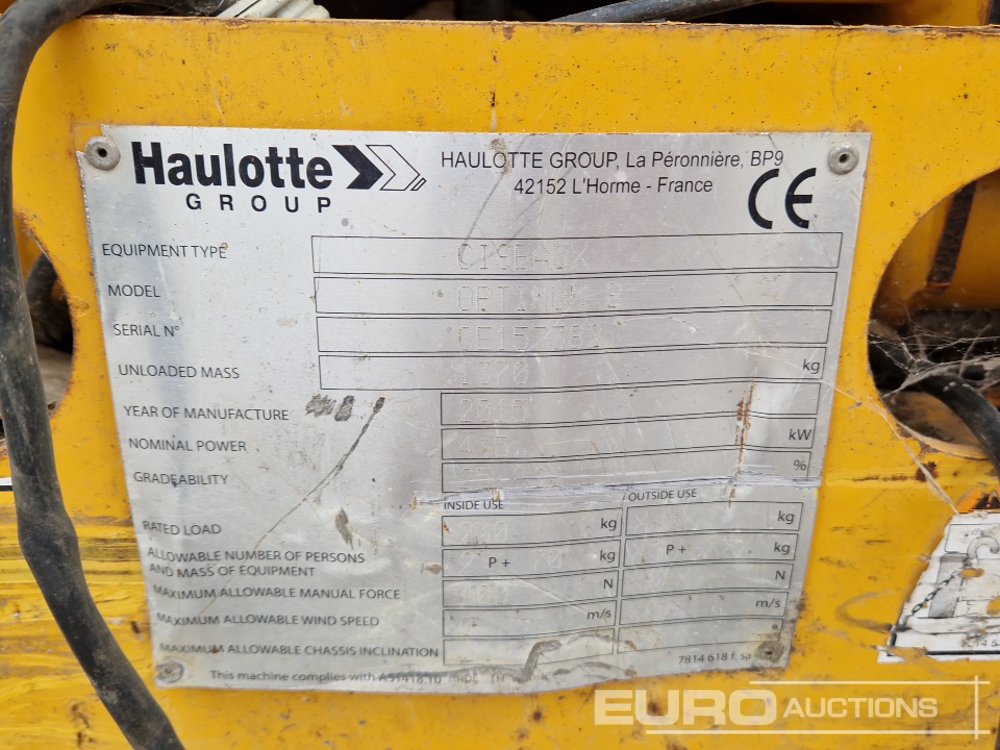 Haulotte
GROUP
HAULOTTE GROUP, La Péronnière, BP9
42152 L'Horme - France
CE
EQUIPMENT TYPE CISEAUX
MODEL OPTIMUM 8
SERIAL N°
UNLOADED MASS kg
YEAR OF MANUFACTURE 2015
NOMINAL POWER kW
GRADEABILITY %
INSIDE USE OUTSIDE USE
RATED LOAD 230 kg kg
ALLOWABLE NUMBER OF PERSONS
AND MASS OF EQUIPMENT P + kg P + kg
MAXIMUM ALLOWABLE MANUAL FORCE N N
MAXIMUM ALLOWABLE WIND SPEED m/s m/s
MAXIMUM ALLOWABLE CHASSIS INCLINATION
7814 618 f. sa
This machine complies with AS1418.10
EURO AUCTIONS